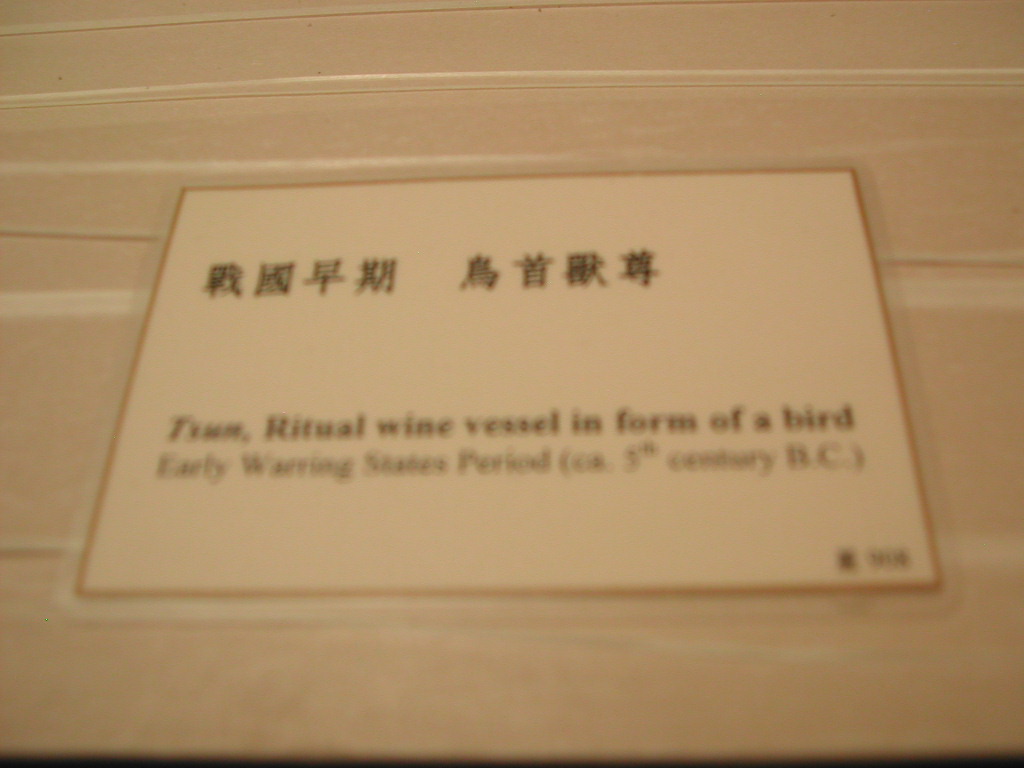 戰國早期　鳥首獸尊
Tsun, Ritual wine vessel in form of a bird
Early Warring States Period (ca. 5th century B.C.)